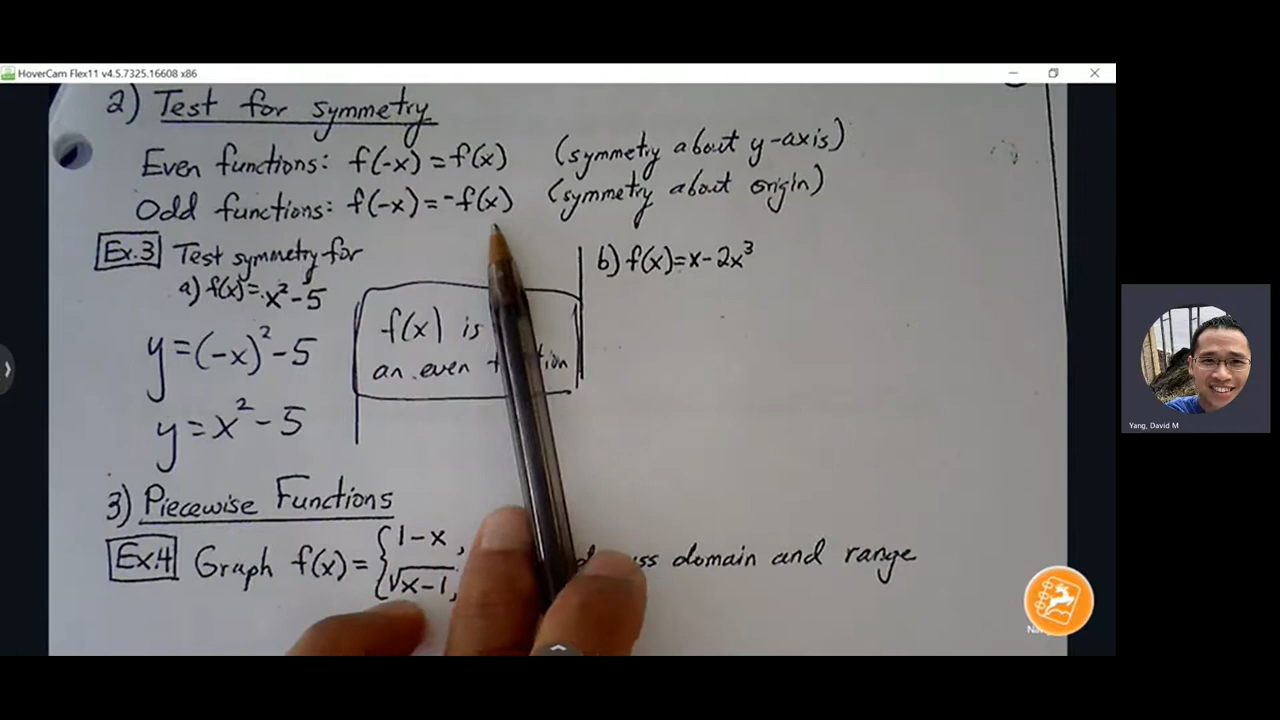 HoverCam Flex11 v4.5.7325.16608 x86
2) Test for symmetry
Even functions: f(-x) = f(x) (symmetry about y-axis)
Odd functions: f(-x) = -f(x) (symmetry about origin)
Ex.3 Test symmetry for
a) f(x) = x² - 5
b) f(x) = x - 2x³
y = (-x)² - 5
y = x² - 5
f(x) is
an even
3) Piecewise Functions
Ex.4 Graph f(x) = { 1 - x,
√x-1,
domain and range
Yang, David M